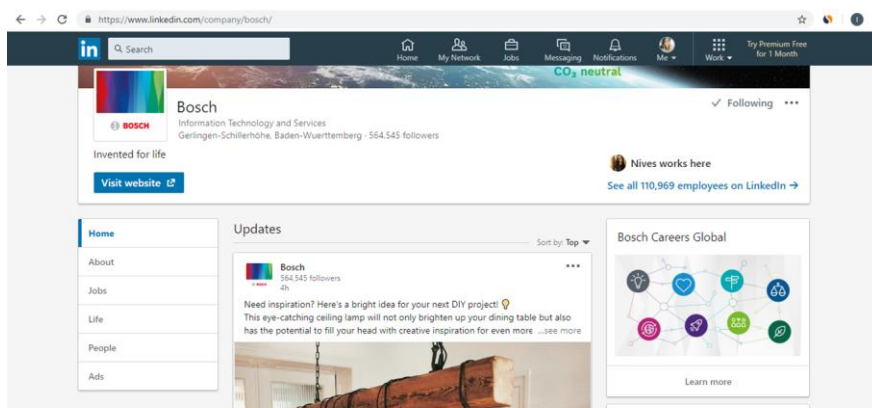 https://www.linkedin.com/company/bosch/
in
Search
Home
My Network
Jobs
Messaging
Notifications
Me
Work
Try Premium Free
for 1 Month
CO₂ neutral
BOSCH
Bosch
Information Technology and Services
Gerlingen-Schillerhöhe, Baden-Wuerttemberg · 564,545 followers
Following
Invented for life
Visit website
Nives works here
See all 110,969 employees on LinkedIn →
Home
About
Jobs
Life
People
Ads
Updates
Sort by: Top
Bosch
564,545 followers
4h
Need inspiration? Here's a bright idea for your next DIY project!
This eye-catching ceiling lamp will not only brighten up your dining table but also
has the potential to fill your head with creative inspiration for even more ...see more
Bosch Careers Global
Learn more